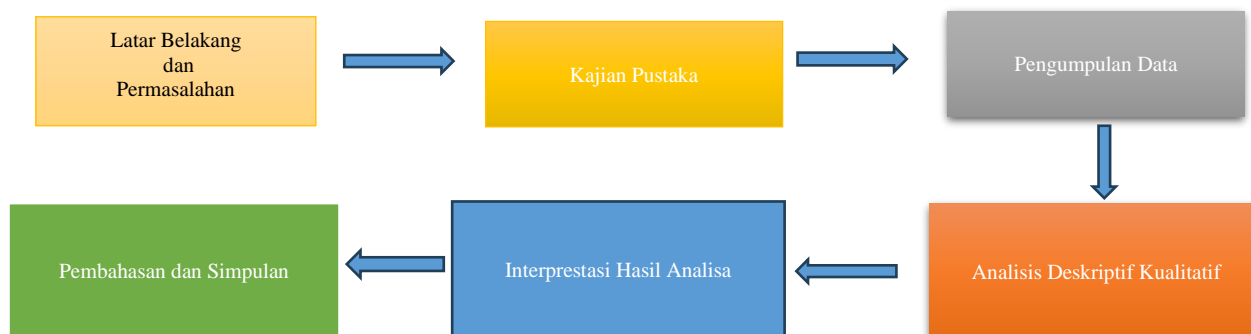 Latar Belakang
dan
Permasalahan
Kajian Pustaka
Pengumpulan Data
Analisis Deskriptif Kualitatif
Interprestasi Hasil Analisa
Pembahasan dan Simpulan